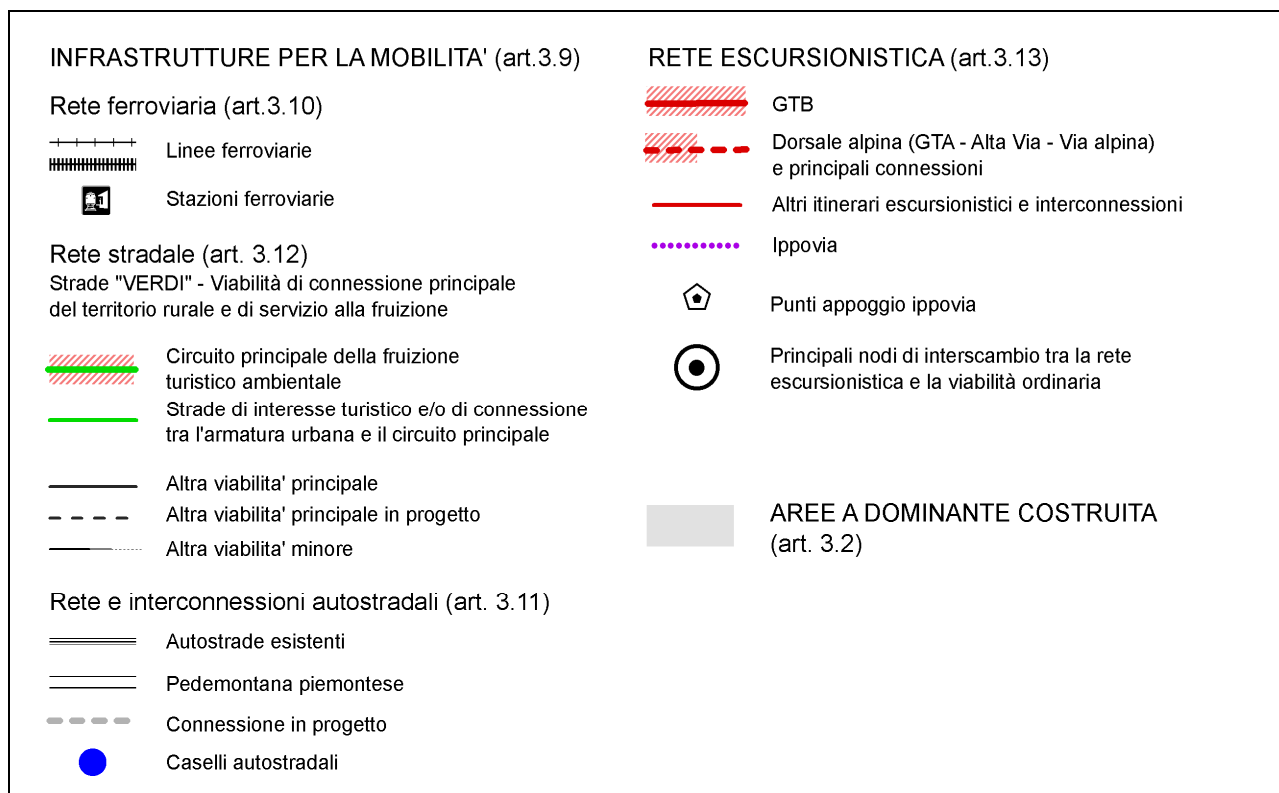 INFRASTRUTTURE PER LA MOBILITA' (art.3.9)
Rete ferroviaria (art.3.10)
Linee ferroviarie
Stazioni ferroviarie
Rete stradale (art. 3.12)
Strade "VERDI" - Viabilità di connessione principale
del territorio rurale e di servizio alla fruizione
Circuito principale della fruizione
turistico ambientale
Strade di interesse turistico e/o di connessione
tra l'armatura urbana e il circuito principale
Altra viabilita' principale
Altra viabilita' principale in progetto
Altra viabilita' minore
Rete e interconnessioni autostradali (art. 3.11)
Autostrade esistenti
Pedemontana piemontese
Connessione in progetto
Caselli autostradali
RETE ESCURSIONISTICA (art.3.13)
GTB
Dorsale alpina (GTA - Alta Via - Via alpina)
e principali connessioni
Altri itinerari escursionistici e interconnessioni
Ippovia
Punti appoggio ippovia
Principali nodi di interscambio tra la rete
escursionistica e la viabilità ordinaria
AREE A DOMINANTE COSTRUITA
(art. 3.2)